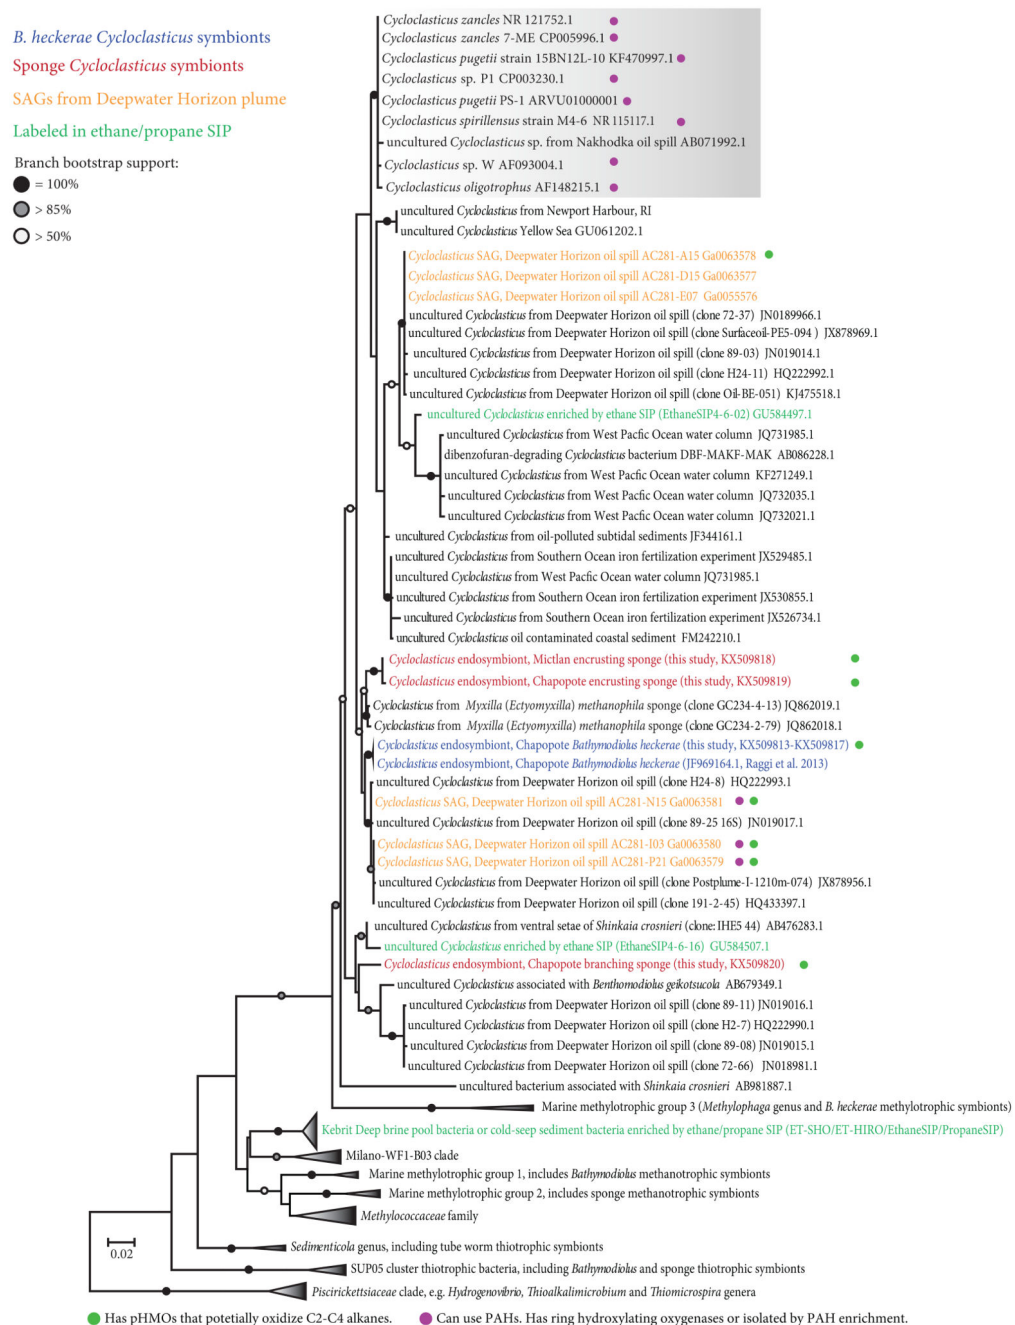 B. heckerae Cycloclasticus symbionts
Sponge Cycloclasticus symbionts
SAGs from Deepwater Horizon plume
Labeled in ethane/propane SIP
Branch bootstrap support:
= 100%
> 85%
> 50%
Cycloclasticus zancles NR 121752.1
Cycloclasticus zancles 7-ME CP005996.1
Cycloclasticus pugetii strain 15BN12L-10 KF470997.1
Cycloclasticus sp. P1 CP003230.1
Cycloclasticus pugetii PS-1 ARVU01000001
Cycloclasticus spirillensus strain M4-6 NR 115117.1
uncultured Cycloclasticus sp. from Nakhodka oil spill AB071992.1
Cycloclasticus sp. W AF093004.1
Cycloclasticus oligotrophus AF148215.1
uncultured Cycloclasticus from Newport Harbour, RI
uncultured Cycloclasticus Yellow Sea GU061202.1
Cycloclasticus SAG, Deepwater Horizon oil spill AC281-A15 Ga0063578
Cycloclasticus SAG, Deepwater Horizon oil spill AC281-D15 Ga0063577
Cycloclasticus SAG, Deepwater Horizon oil spill AC281-E07 Ga0055576
uncultured Cycloclasticus from Deepwater Horizon oil spill (clone 72-37) JN0189966.1
uncultured Cycloclasticus from Deepwater Horizon oil spill (clone Surfaceoil-PE5-094 ) JX878969.1
uncultured Cycloclasticus from Deepwater Horizon oil spill (clone 89-03) JN019014.1
uncultured Cycloclasticus from Deepwater Horizon oil spill (clone H24-11) HQ222992.1
uncultured Cycloclasticus from Deepwater Horizon oil spill (clone Oil-BE-051) KJ475518.1
uncultured Cycloclasticus enriched by ethane SIP (EthaneSIP4-6-02) GU584497.1
uncultured Cycloclasticus from West Pacfic Ocean water column JQ731985.1
dibenzofuran-degrading Cycloclasticus bacterium DBF-MAKF-MAK AB086228.1
uncultured Cycloclasticus from West Pacfic Ocean water column KF271249.1
uncultured Cycloclasticus from West Pacfic Ocean water column JQ732035.1
uncultured Cycloclasticus from West Pacfic Ocean water column JQ732021.1
uncultured Cycloclasticus from oil-polluted subtidal sediments JF344161.1
uncultured Cycloclasticus from Southern Ocean iron fertilization experiment JX529485.1
uncultured Cycloclasticus from West Pacfic Ocean water column JQ731985.1
uncultured Cycloclasticus from Southern Ocean iron fertilization experiment JX530855.1
uncultured Cycloclasticus from Southern Ocean iron fertilization experiment JX526734.1
uncultured Cycloclasticus oil contaminated coastal sediment FM242210.1
Cycloclasticus endosymbiont, Mictlan encrusting sponge (this study, KX509818)
Cycloclasticus endosymbiont, Chapopote encrusting sponge (this study, KX509819)
Cycloclasticus from Myxilla (Ectyomyxilla) methanophila sponge (clone GC234-4-13) JQ862019.1
Cycloclasticus from Myxilla (Ectyomyxilla) methanophila sponge (clone GC234-2-79) JQ862018.1
Cycloclasticus endosymbiont, Chapopote Bathymodiolus heckerae (this study, KX509813-KX509817)
Cycloclasticus endosymbiont, Chapopote Bathymodiolus heckerae (JF969164.1, Raggi et al. 2013)
uncultured Cycloclasticus from Deepwater Horizon oil spill (clone H24-8) HQ222993.1
Cycloclasticus SAG, Deepwater Horizon oil spill AC281-N15 Ga0063581
uncultured Cycloclasticus from Deepwater Horizon oil spill (clone 89-25 16S) JN019017.1
Cycloclasticus SAG, Deepwater Horizon oil spill AC281-I03 Ga0063580
Cycloclasticus SAG, Deepwater Horizon oil spill AC281-P21 Ga0063579
uncultured Cycloclasticus from Deepwater Horizon oil spill (clone Postplume-I-1210m-074) JX878956.1
uncultured Cycloclasticus from Deepwater Horizon oil spill (clone 191-2-45) HQ433397.1
uncultured Cycloclasticus from ventral setae of Shinkaia crosnieri (clone: IHE5 44) AB476283.1
uncultured Cycloclasticus enriched by ethane SIP (EthaneSIP4-6-16) GU584507.1
Cycloclasticus endosymbiont, Chapopote branching sponge (this study, KX509820)
uncultured Cycloclasticus associated with Benthomodiolus geikotsucola AB679349.1
uncultured Cycloclasticus from Deepwater Horizon oil spill (clone 89-11) JN019016.1
uncultured Cycloclasticus from Deepwater Horizon oil spill (clone H2-7) HQ222990.1
uncultured Cycloclasticus from Deepwater Horizon oil spill (clone 89-08) JN019015.1
uncultured Cycloclasticus from Deepwater Horizon oil spill (clone 72-66) JN018981.1
uncultured bacterium associated with Shinkaia crosnieri AB981887.1
Marine methylotrophic group 3 (Methylophaga genus and B. heckerae methylotrophic symbionts)
Kebrit Deep brine pool bacteria or cold-seep sediment bacteria enriched by ethane/propane SIP (ET-SHO/ET-HIRO/EthaneSIP/PropaneSIP)
Milano-WF1-B03 clade
Marine methylotrophic group 1, includes Bathymodiolus methanotrophic symbionts
Marine methylotrophic group 2, includes sponge methanotrophic symbionts
Methylococcaceae family
0.02
Sedimenticola genus, including tube worm thiotrophic symbionts
SUP05 cluster thiotrophic bacteria, including Bathymodiolus and sponge thiotrophic symbionts
Piscirickettsiaceae clade, e.g. Hydrogenovibrio, Thioalkalimicrobium and Thiomicrospira genera
Has pHMOs that potetially oxidize C2-C4 alkanes.
Can use PAHs. Has ring hydroxylating oxygenases or isolated by PAH enrichment.